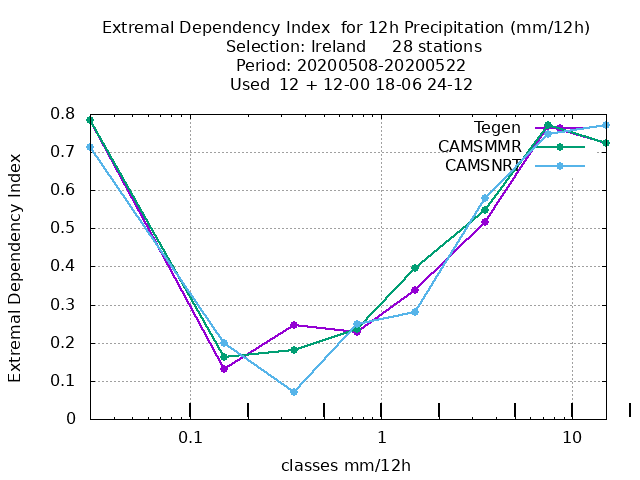 Extremal Dependency Index  for 12h Precipitation (mm/12h)
Selection: Ireland     28 stations
Period: 20200508-20200522
Used  12 + 12-00 18-06 24-12
Tegen
CAMSMMR
CAMSNRT
0.8
0.7
0.6
0.5
0.4
0.3
0.2
0.1
0
Extremal Dependency Index
0.1
1
10
classes mm/12h